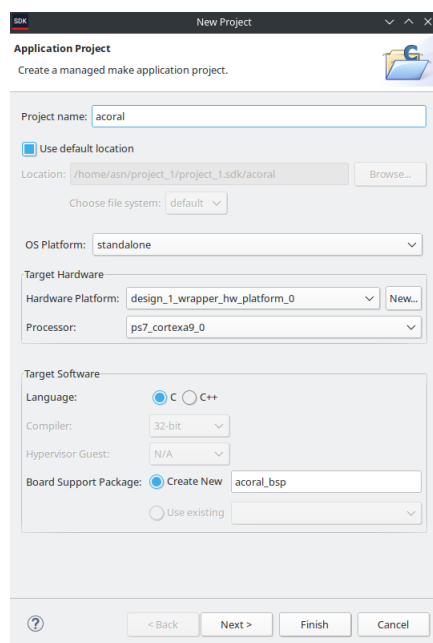 SDK New Project
Application Project
Create a managed make application project.
C
Project name: acoral
Use default location
Location: /home/asn/project_1/project_1.sdk/acoral Browse...
Choose file system: default
OS Platform: standalone
Target Hardware
Hardware Platform: design_1_wrapper_hw_platform_0 New...
Processor: ps7_cortexa9_0
Target Software
Language: C C++
Compiler: 32-bit
Hypervisor Guest: N/A
Board Support Package: Create New acoral_bsp
Use existing
? < Back Next > Finish Cancel